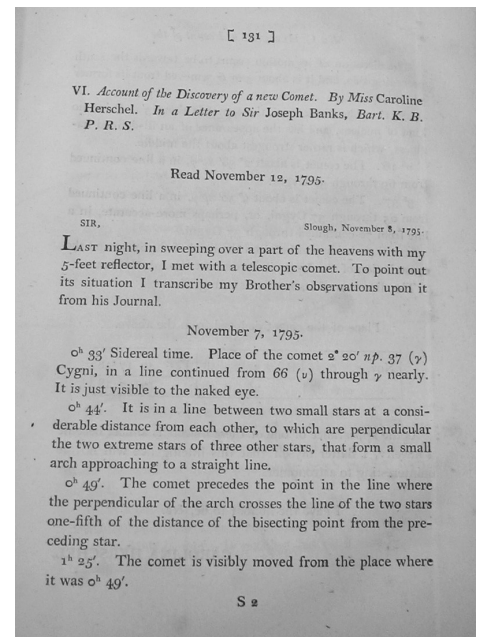 [ 131 ]
VI. Account of the Discovery of a new Comet. By Miss Caroline
Herschel. In a Letter to Sir Joseph Banks, Bart. K. B.
P. R. S.
Read November 12, 1795.
SIR,
Slough, November 8, 1795.
LAST night, in sweeping over a part of the heavens with my
5-feet reflector, I met with a telescopic comet. To point out
its situation I transcribe my Brother's observations upon it
from his Journal.
November 7, 1795.
0ʰ 33′ Sidereal time. Place of the comet 2° 20′ np. 37 (γ)
Cygni, in a line continued from 66 (υ) through γ nearly.
It is just visible to the naked eye.
0ʰ 44′. It is in a line between two small stars at a consi-
derable distance from each other, to which are perpendicular
the two extreme stars of three other stars, that form a small
arch approaching to a straight line.
0ʰ 49′. The comet precedes the point in the line where
the perpendicular of the arch crosses the line of the two stars
one-fifth of the distance of the bisecting point from the pre-
ceding star.
1ʰ 25′. The comet is visibly moved from the place where
it was 0ʰ 49′.
S 2